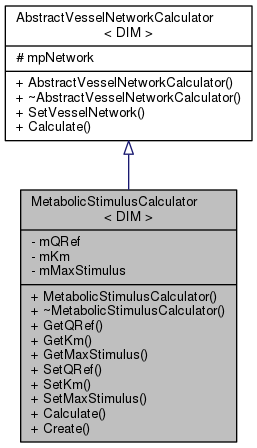 AbstractVesselNetworkCalculator
< DIM >
# mpNetwork
+ AbstractVesselNetworkCalculator()
+ ~AbstractVesselNetworkCalculator()
+ SetVesselNetwork()
+ Calculate()
MetabolicStimulusCalculator
< DIM >
- mQRef
- mKm
- mMaxStimulus
+ MetabolicStimulusCalculator()
+ ~MetabolicStimulusCalculator()
+ GetQRef()
+ GetKm()
+ GetMaxStimulus()
+ SetQRef()
+ SetKm()
+ SetMaxStimulus()
+ Calculate()
+ Create()